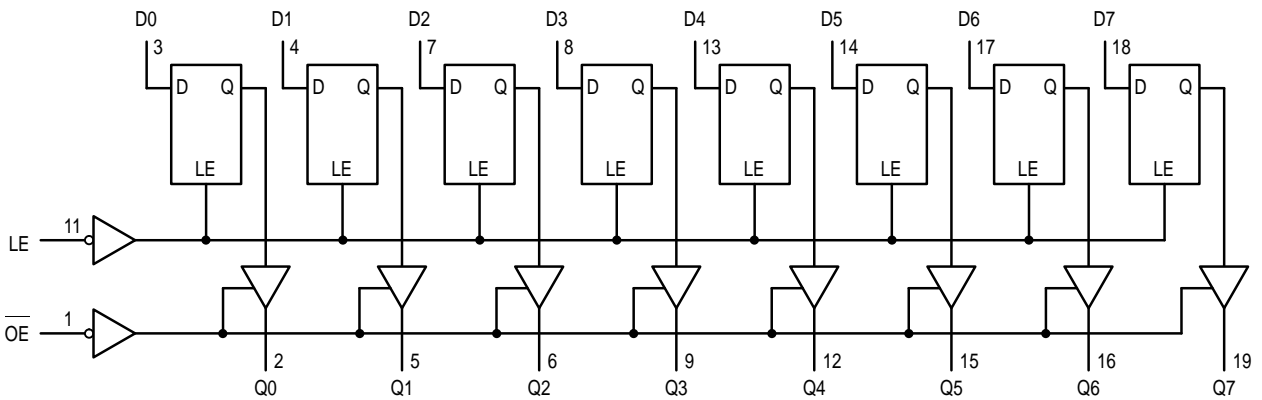 D0 D1 D2 D3 D4 D5 D6 D7
3 4 7 8 13 14 17 18
D Q D Q D Q D Q D Q D Q D Q D Q
LE LE LE LE LE LE LE LE
11
LE
1
OE
2 5 6 9 12 15 16 19
Q0 Q1 Q2 Q3 Q4 Q5 Q6 Q7